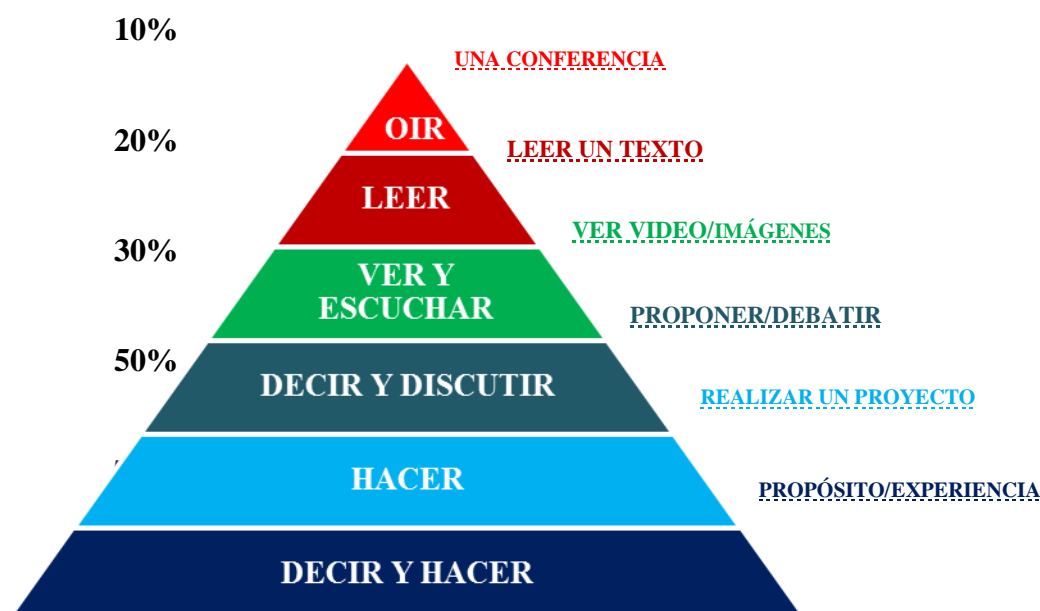 10%
UNA CONFERENCIA
OIR
20%
LEER UN TEXTO
LEER
VER VIDEO/IMÁGENES
30%
VER Y
ESCUCHAR
PROPONER/DEBATIR
50%
DECIR Y DISCUTIR
REALIZAR UN PROYECTO
HACER
PROPÓSITO/EXPERIENCIA
DECIR Y HACER